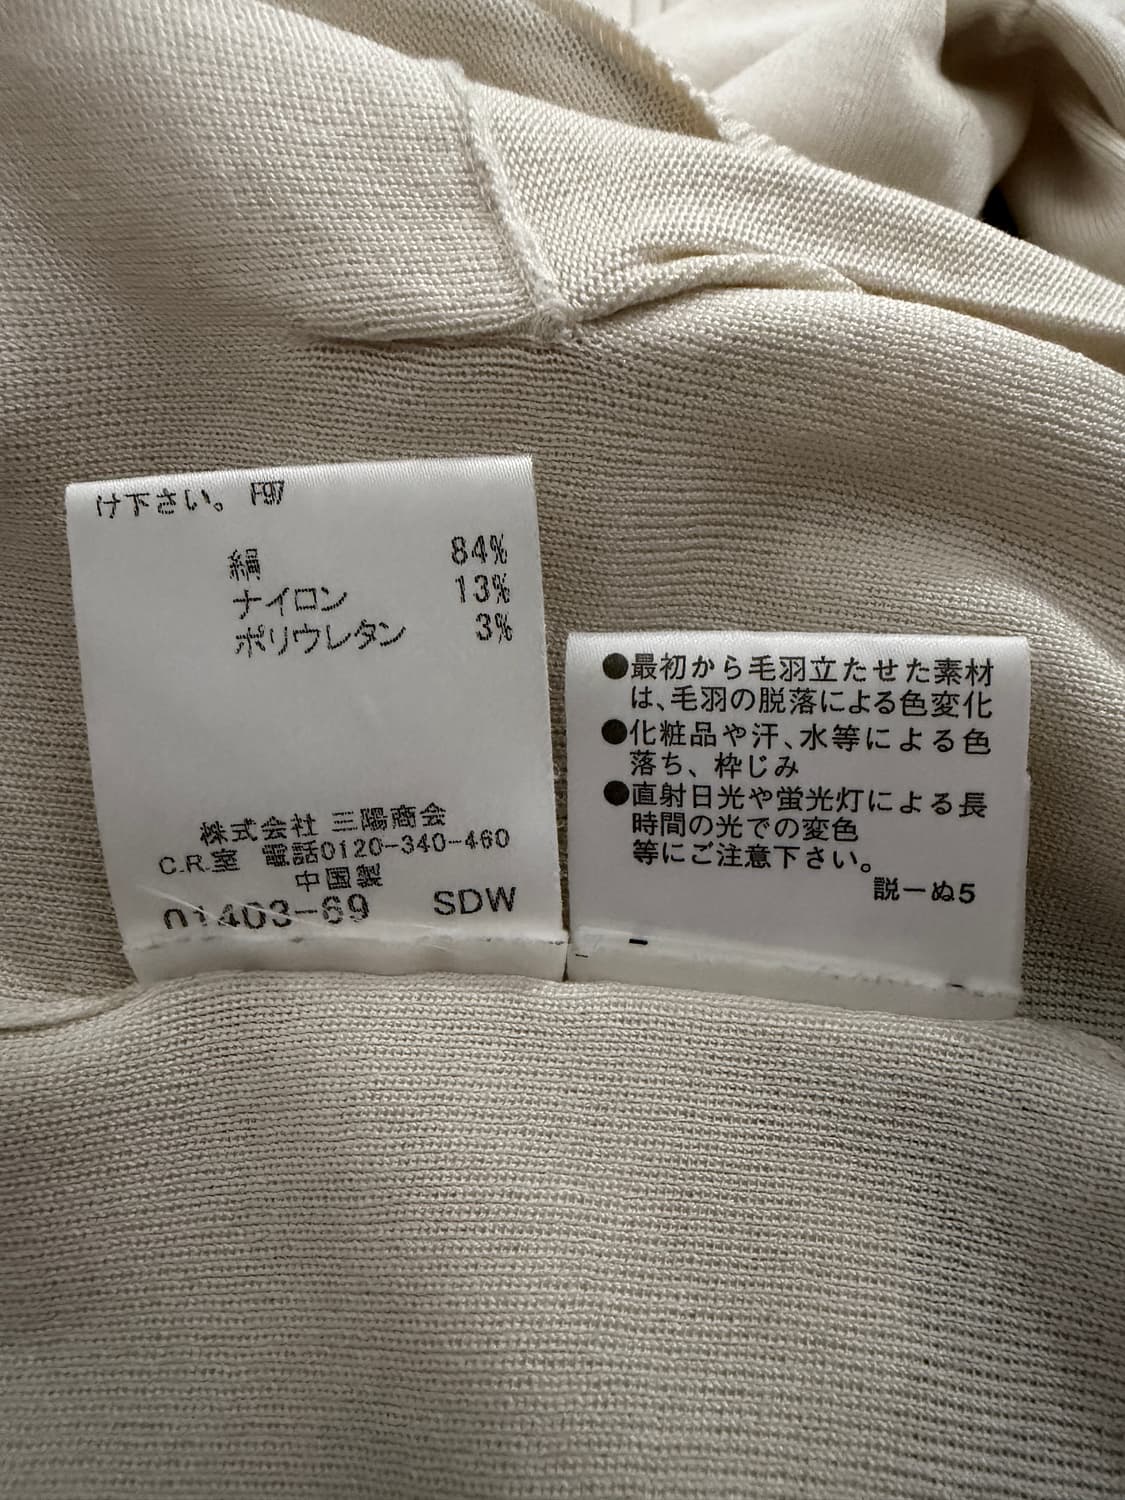 け下さい。 F97
絹 84%
ナイロン 13%
ポリウレタン 3%
株式会社 三陽商会
C.R.室 電話0120-340-460
中国製
01403-69 SDW
●最初から毛羽立たせた素材
は、毛羽の脱落による色変化
●化粧品や汗、水等による色
落ち、枠じみ
●直射日光や蛍光灯による長
時間の光での変色
等にご注意下さい。
説ーぬ5